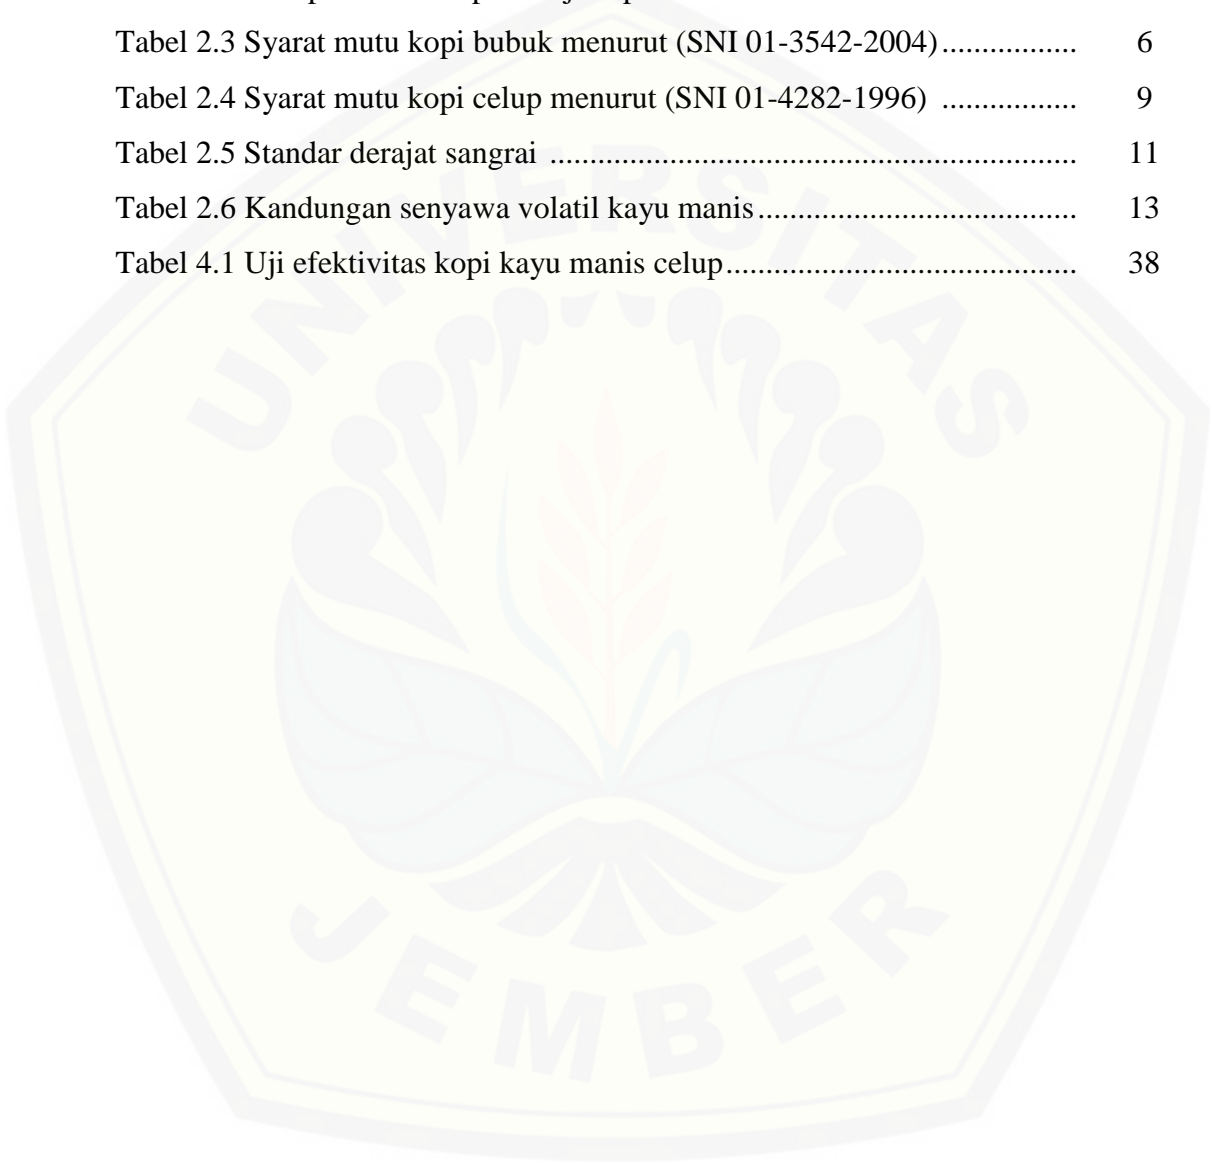 Tabel 2.3 Syarat mutu kopi bubuk menurut (SNI 01-3542-2004)................ 6
Tabel 2.4 Syarat mutu kopi celup menurut (SNI 01-4282-1996) ................ 9
Tabel 2.5 Standar derajat sangrai .............................................................. 11
Tabel 2.6 Kandungan senyawa volatil kayu manis...................................... 13
Tabel 4.1 Uji efektivitas kopi kayu manis celup.......................................... 38
UNIVERSITAS
JEMBER